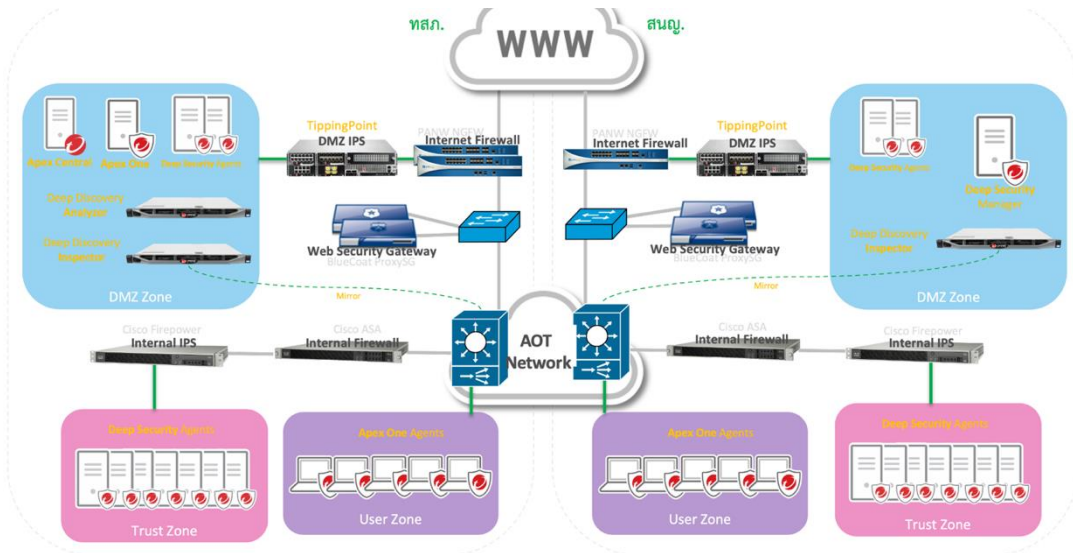 ทสภ.
สนญ.
WWW
TippingPoint
DMZ IPS
PANW NGFW
Internet Firewall
PANW NGFW
Internet Firewall
TippingPoint
DMZ IPS
Apex Central
Apex One
Deep Security Agents
Deep Security Agents
Deep Security
Manager
Deep Discovery
Analyzer
Deep Discovery
Inspector
Web Security Gateway
BlueCoat ProxySG
Web Security Gateway
BlueCoat ProxySG
Deep Discovery
Inspector
DMZ Zone
Mirror
Mirror
DMZ Zone
Cisco Firepower
Internal IPS
Cisco ASA
Internal Firewall
AOT
Network
Cisco ASA
Internal Firewall
Cisco Firepower
Internal IPS
Deep Security Agents
Apex One Agents
Apex One Agents
Deep Security Agents
Trust Zone
User Zone
User Zone
Trust Zone